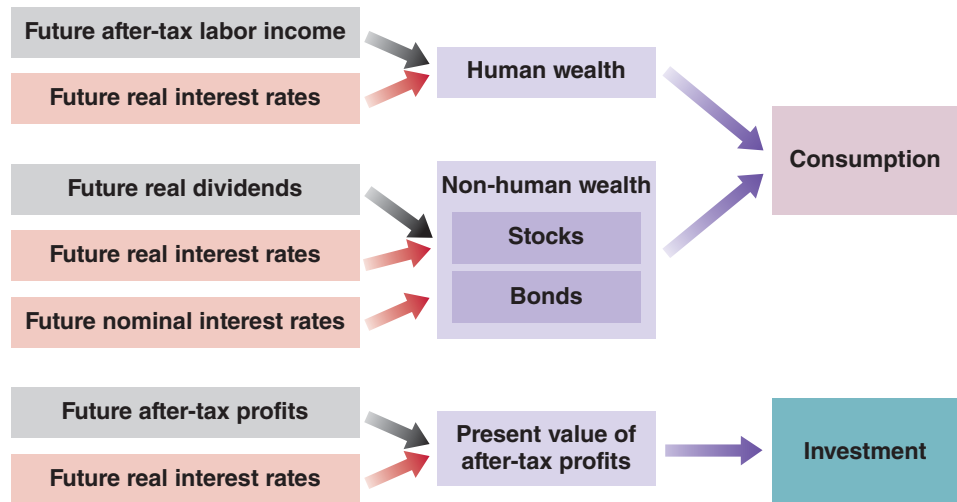 Future after-tax labor income
Future real interest rates
Human wealth
Future real dividends
Future real interest rates
Future nominal interest rates
Non-human wealth
Stocks
Bonds
Consumption
Future after-tax profits
Future real interest rates
Present value of
after-tax profits
Investment